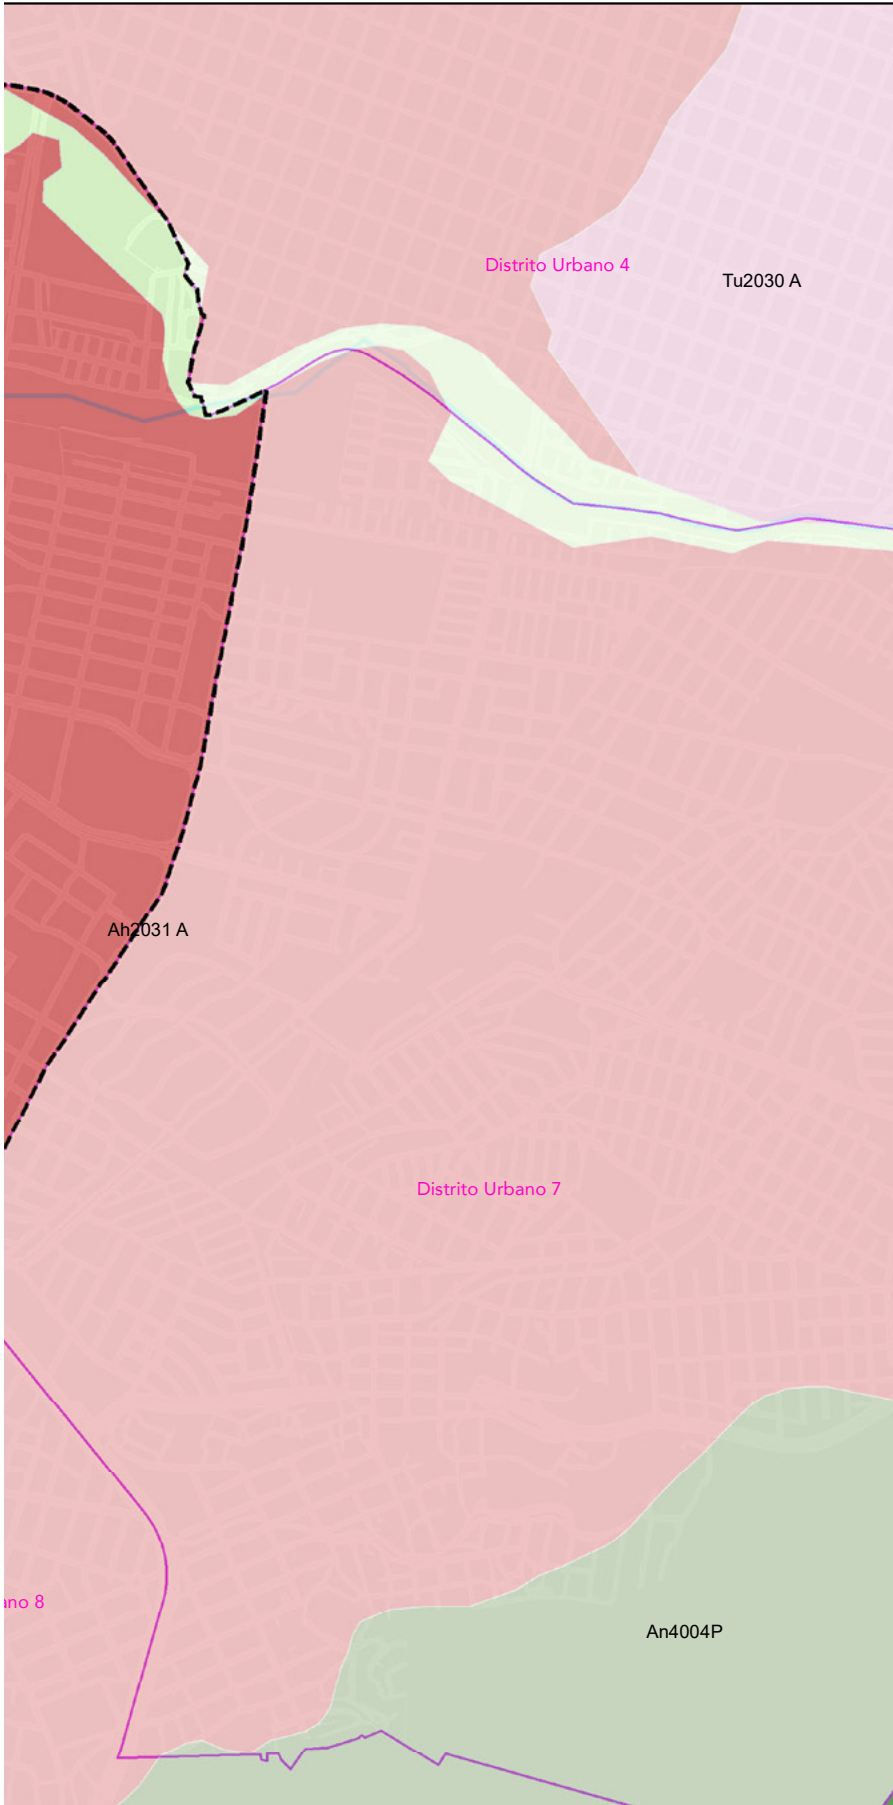 Distrito Urbano 4
Tu2030 A
Ah2031 A
Distrito Urbano 7
ano 8
An4004P